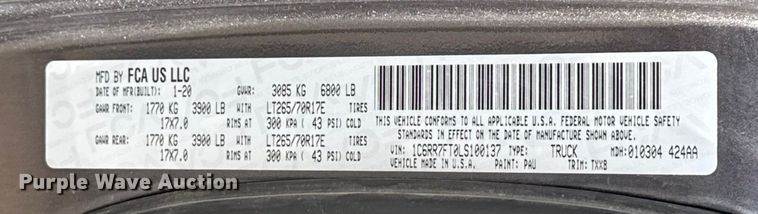 MFD BY FCA US LLC
DATE OF MFR(BUILT): 1-20 GVWR: 3085 KG 6800 LB
GAWR FRONT: 1770 KG 3900 LB WITH LT265/70R17E TIRES
17X7.0 RIMS AT 300 KPA ( 43 PSI) COLD
GAWR REAR: 1770 KG 3900 LB WITH LT265/70R17E TIRES
17X7.0 RIMS AT 300 KPA ( 43 PSI) COLD
THIS VEHICLE CONFORMS TO ALL APPLICABLE U.S.A. FEDERAL MOTOR VEHICLE SAFETY
STANDARDS IN EFFECT ON THE DATE OF MANUFACTURE SHOWN ABOVE.
VIN: 1C6RR7FT0LS100137 TYPE: TRUCK MDH:010304 424AA
VEHICLE MADE IN U.S.A. PAINT: PAU TRIM: TXX8
Purple Wave Auction